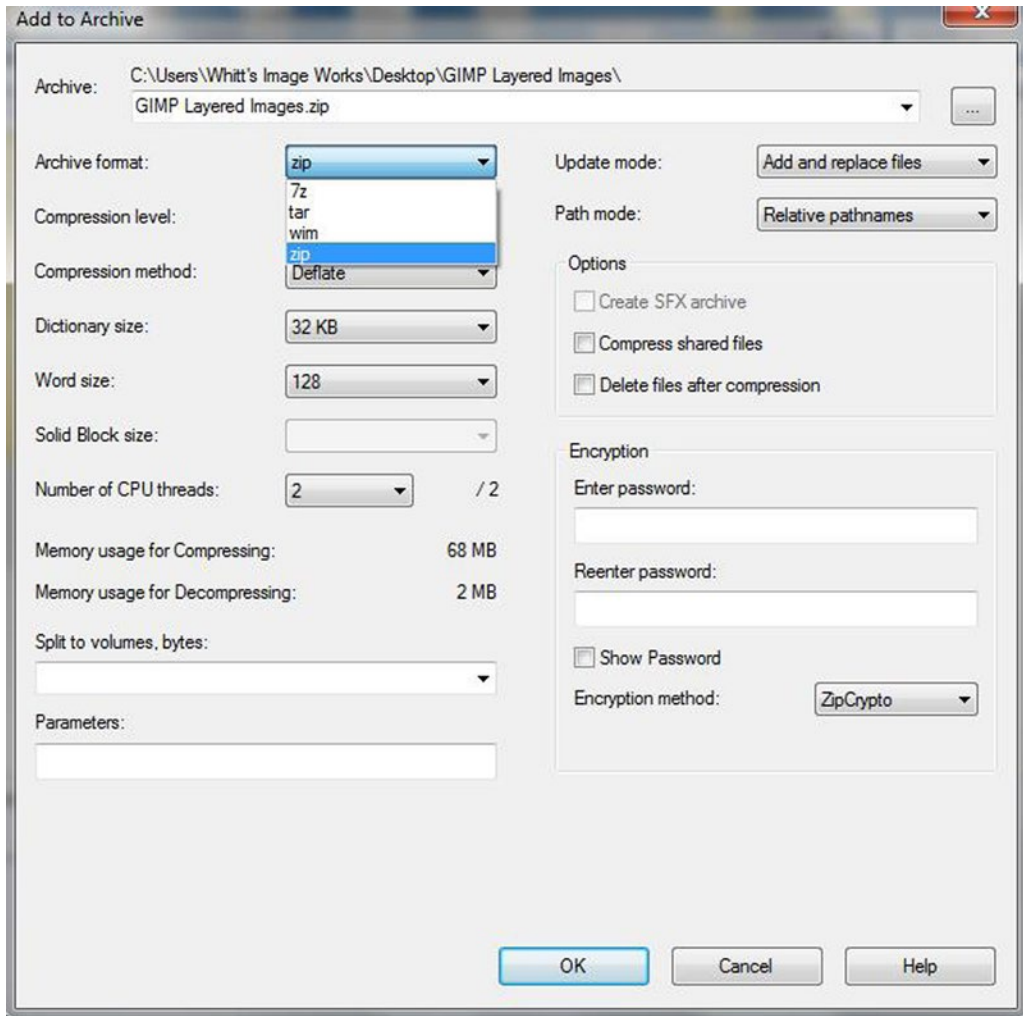 Add to Archive
x
Archive:
C:\Users\Whitt's Image Works\Desktop\GIMP Layered Images\
GIMP Layered Images.zip
...
Archive format:
zip
7z
tar
wim
zip
Compression level:
Compression method:
Deflate
Dictionary size:
32 KB
Word size:
128
Solid Block size:
Number of CPU threads:
2
/ 2
Memory usage for Compressing:
68 MB
Memory usage for Decompressing:
2 MB
Split to volumes, bytes:
Parameters:
Update mode:
Add and replace files
Path mode:
Relative pathnames
Options
Create SFX archive
Compress shared files
Delete files after compression
Encryption
Enter password:
Reenter password:
Show Password
Encryption method:
ZipCrypto
OK
Cancel
Help